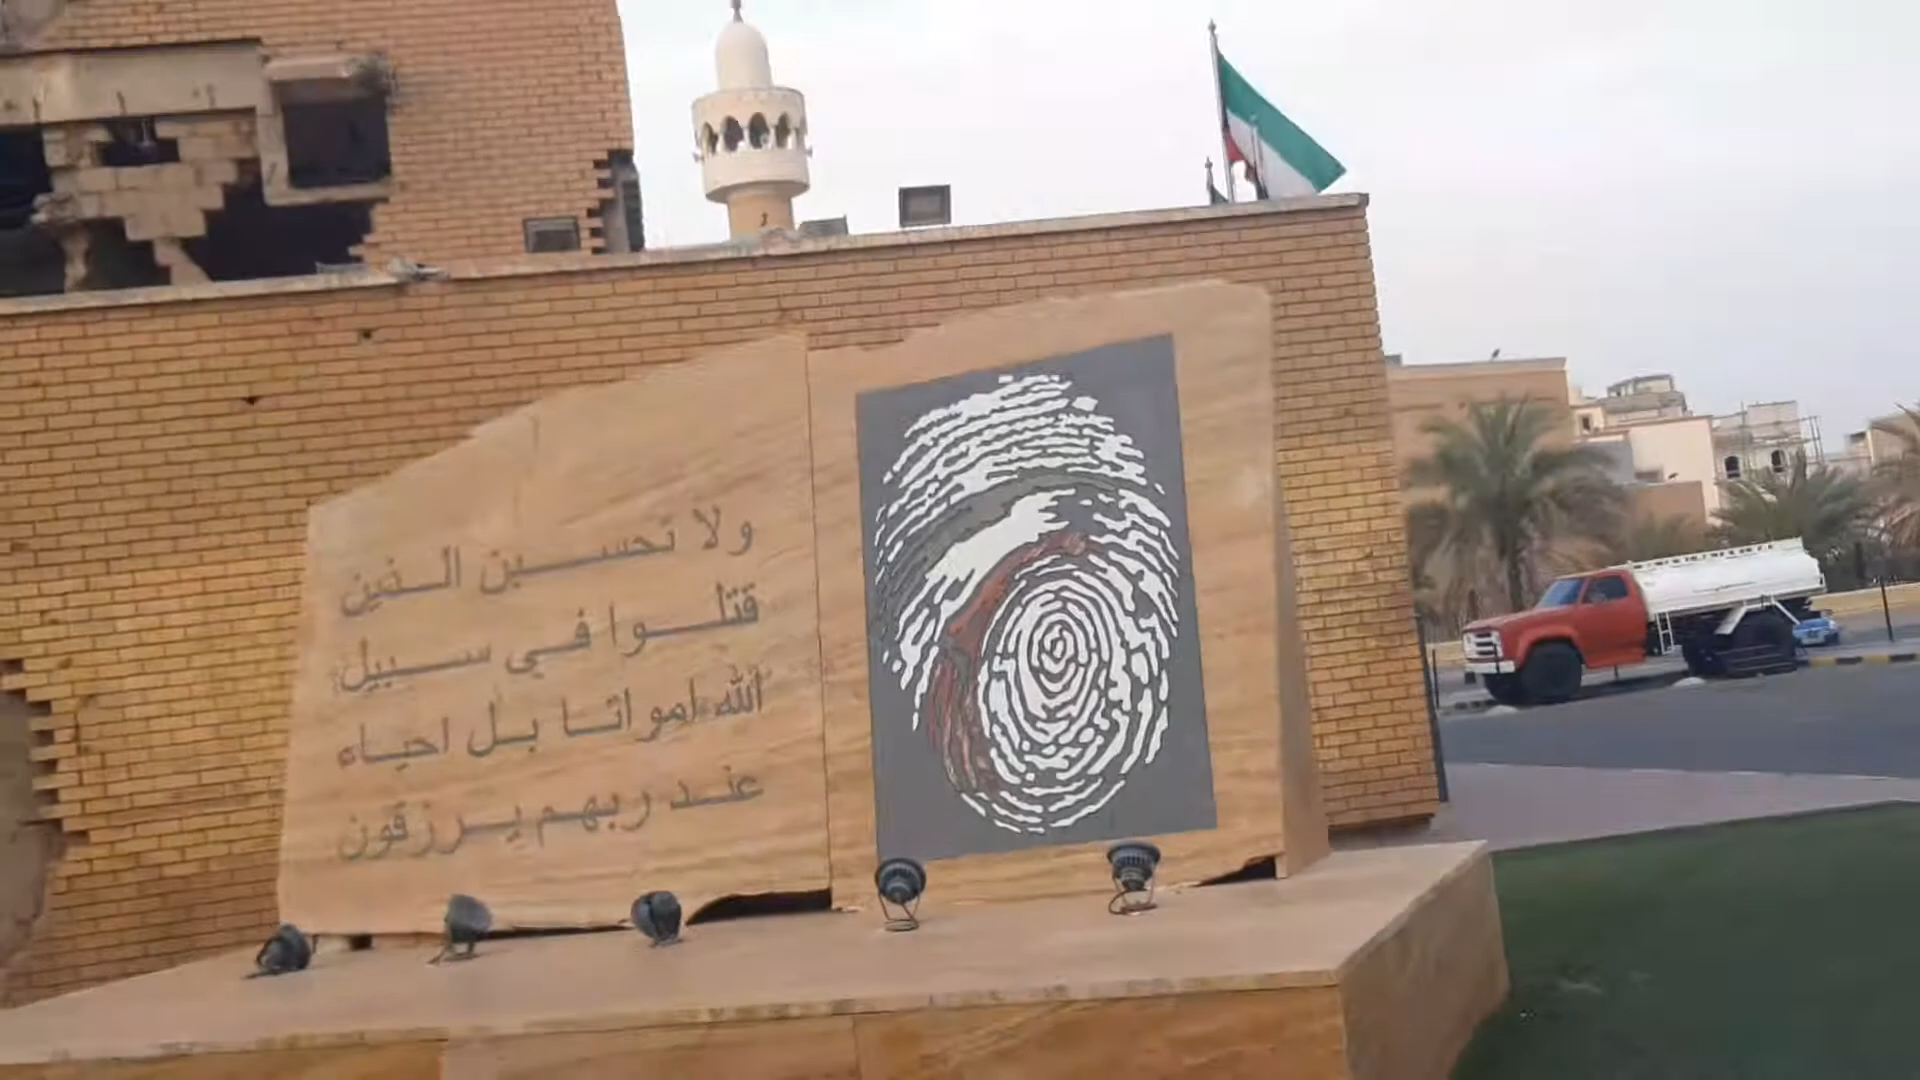 ولا تحسبن الذين
قتلوا في سبيل
الله امواتا بل احياء
عند ربهم يرزقون